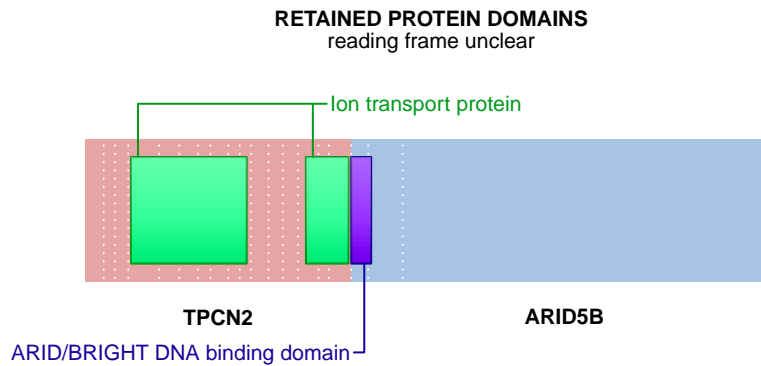 RETAINED PROTEIN DOMAINS
reading frame unclear
Ion transport protein
TPCN2
ARID5B
ARID/BRIGHT DNA binding domain